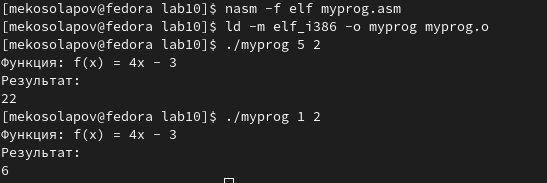 [mekosolapov@fedora lab10]$ nasm -f elf myprog.asm
[mekosolapov@fedora lab10]$ ld -m elf_i386 -o myprog myprog.o
[mekosolapov@fedora lab10]$ ./myprog 5 2
Функция: f(x) = 4x - 3
Результат:
22
[mekosolapov@fedora lab10]$ ./myprog 1 2
Функция: f(x) = 4x - 3
Результат:
6